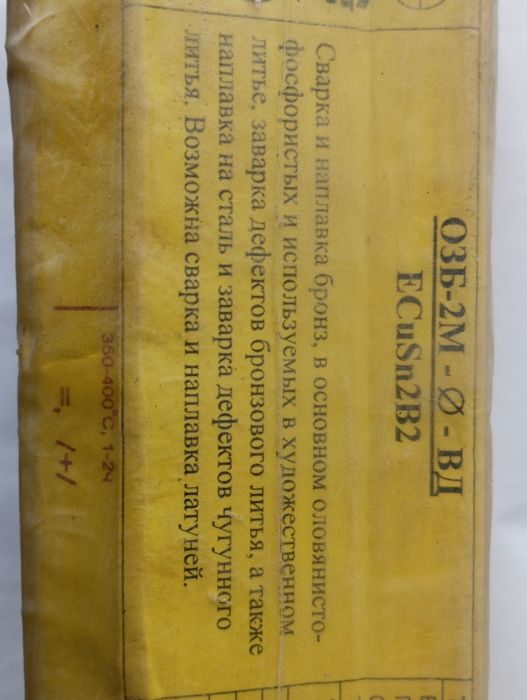 ОЗБ-2М - Ø - ВД
ECuSn2B2
Сварка и наплавка бронз, в основном оловянисто-
фосфористых и используемых в художественном
литье, заварка дефектов бронзового литья, а также
наплавка на сталь и заварка дефектов чугунного
литья. Возможна сварка и наплавка латуней.
350-400°С, 1-2ч
=, /+/